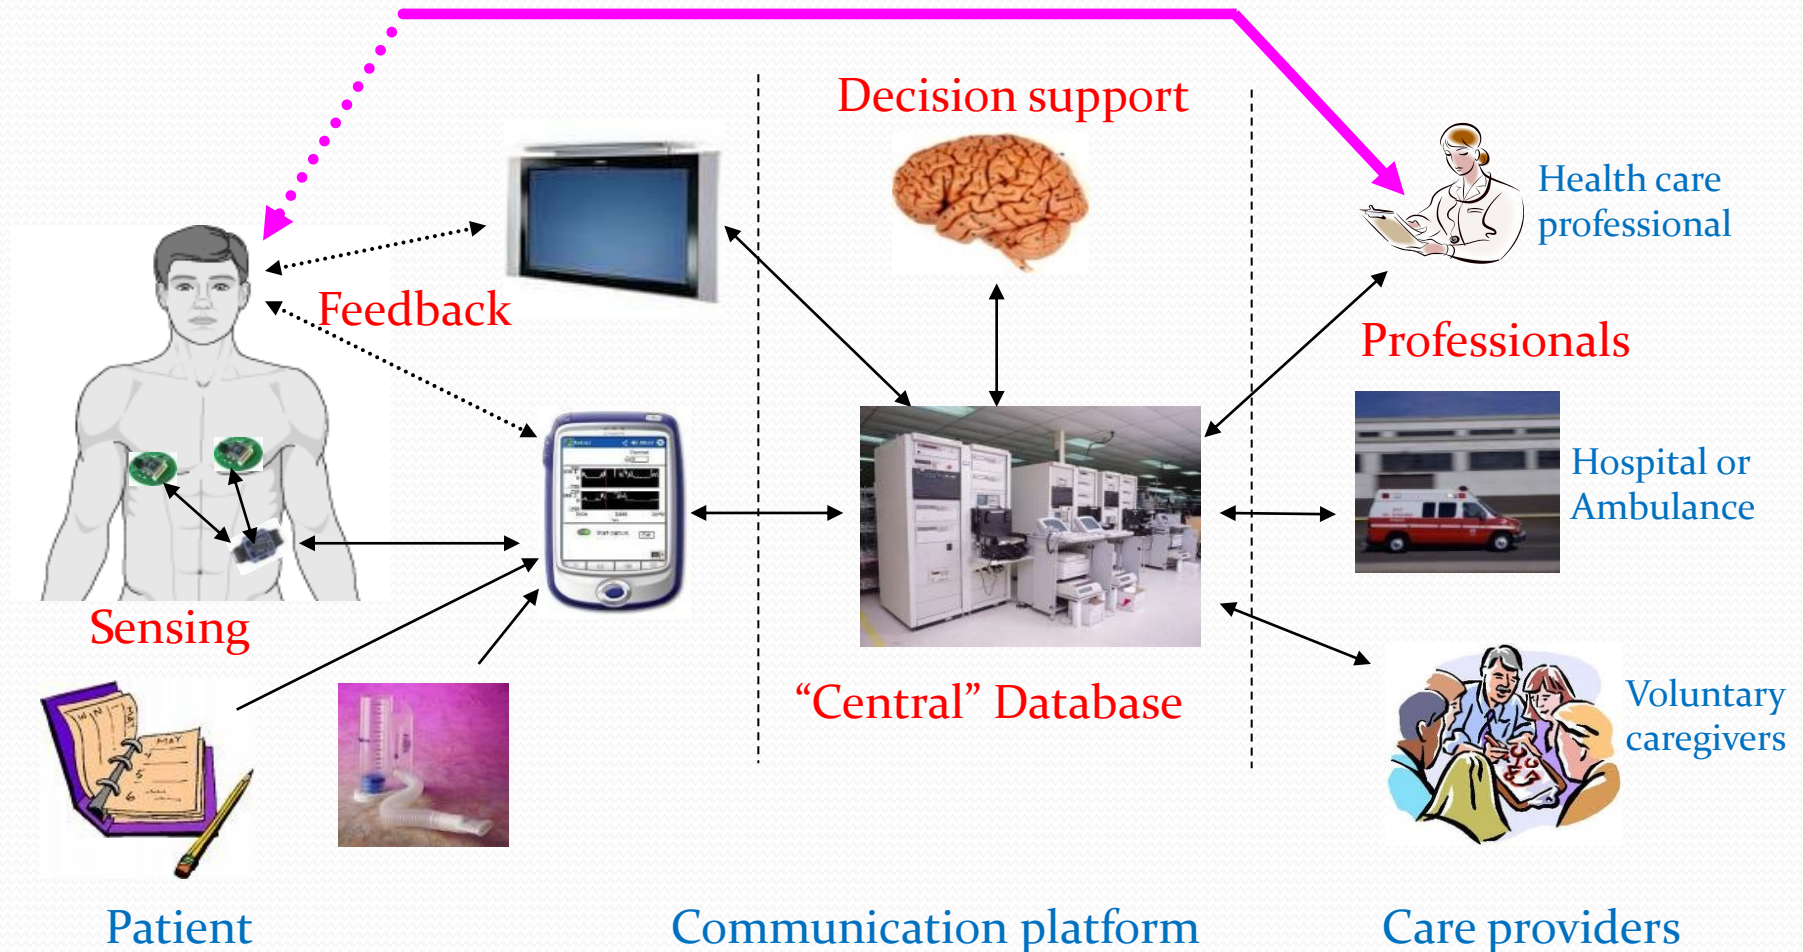 Decision support
Health care
professional
Feedback
Professionals
Hospital or
Ambulance
Sensing
"Central" Database
Voluntary
caregivers
MAY
Patient
Communication platform
Care providers